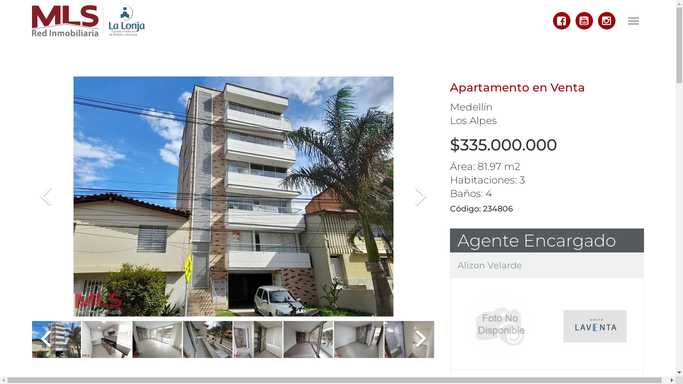 MLS
Red Inmobiliaria
La Lonja
Apartamento en Venta
Medellín
Los Alpes
$335.000.000
Área: 81.97 m2
Habitaciones: 3
Baños: 4
Código: 234806
Agente Encargado
Alizon Velarde
MLS
Foto No
Disponible
LAVENTA